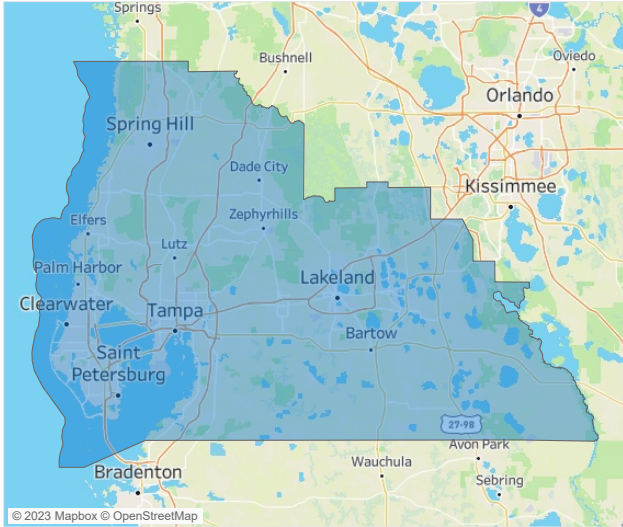 Springs
4
Bushnell
Oviedo
Orlando
Spring Hill
Dade City
Kissimmee
Elfers
Zephyrhills
Lutz
Palm Harbor
Lakeland
Clearwater
Tampa
Bartow
Saint
Petersburg
27-98
Avon Park
Wauchula
Bradenton
Sebring
© 2023 Mapbox © OpenStreetMap